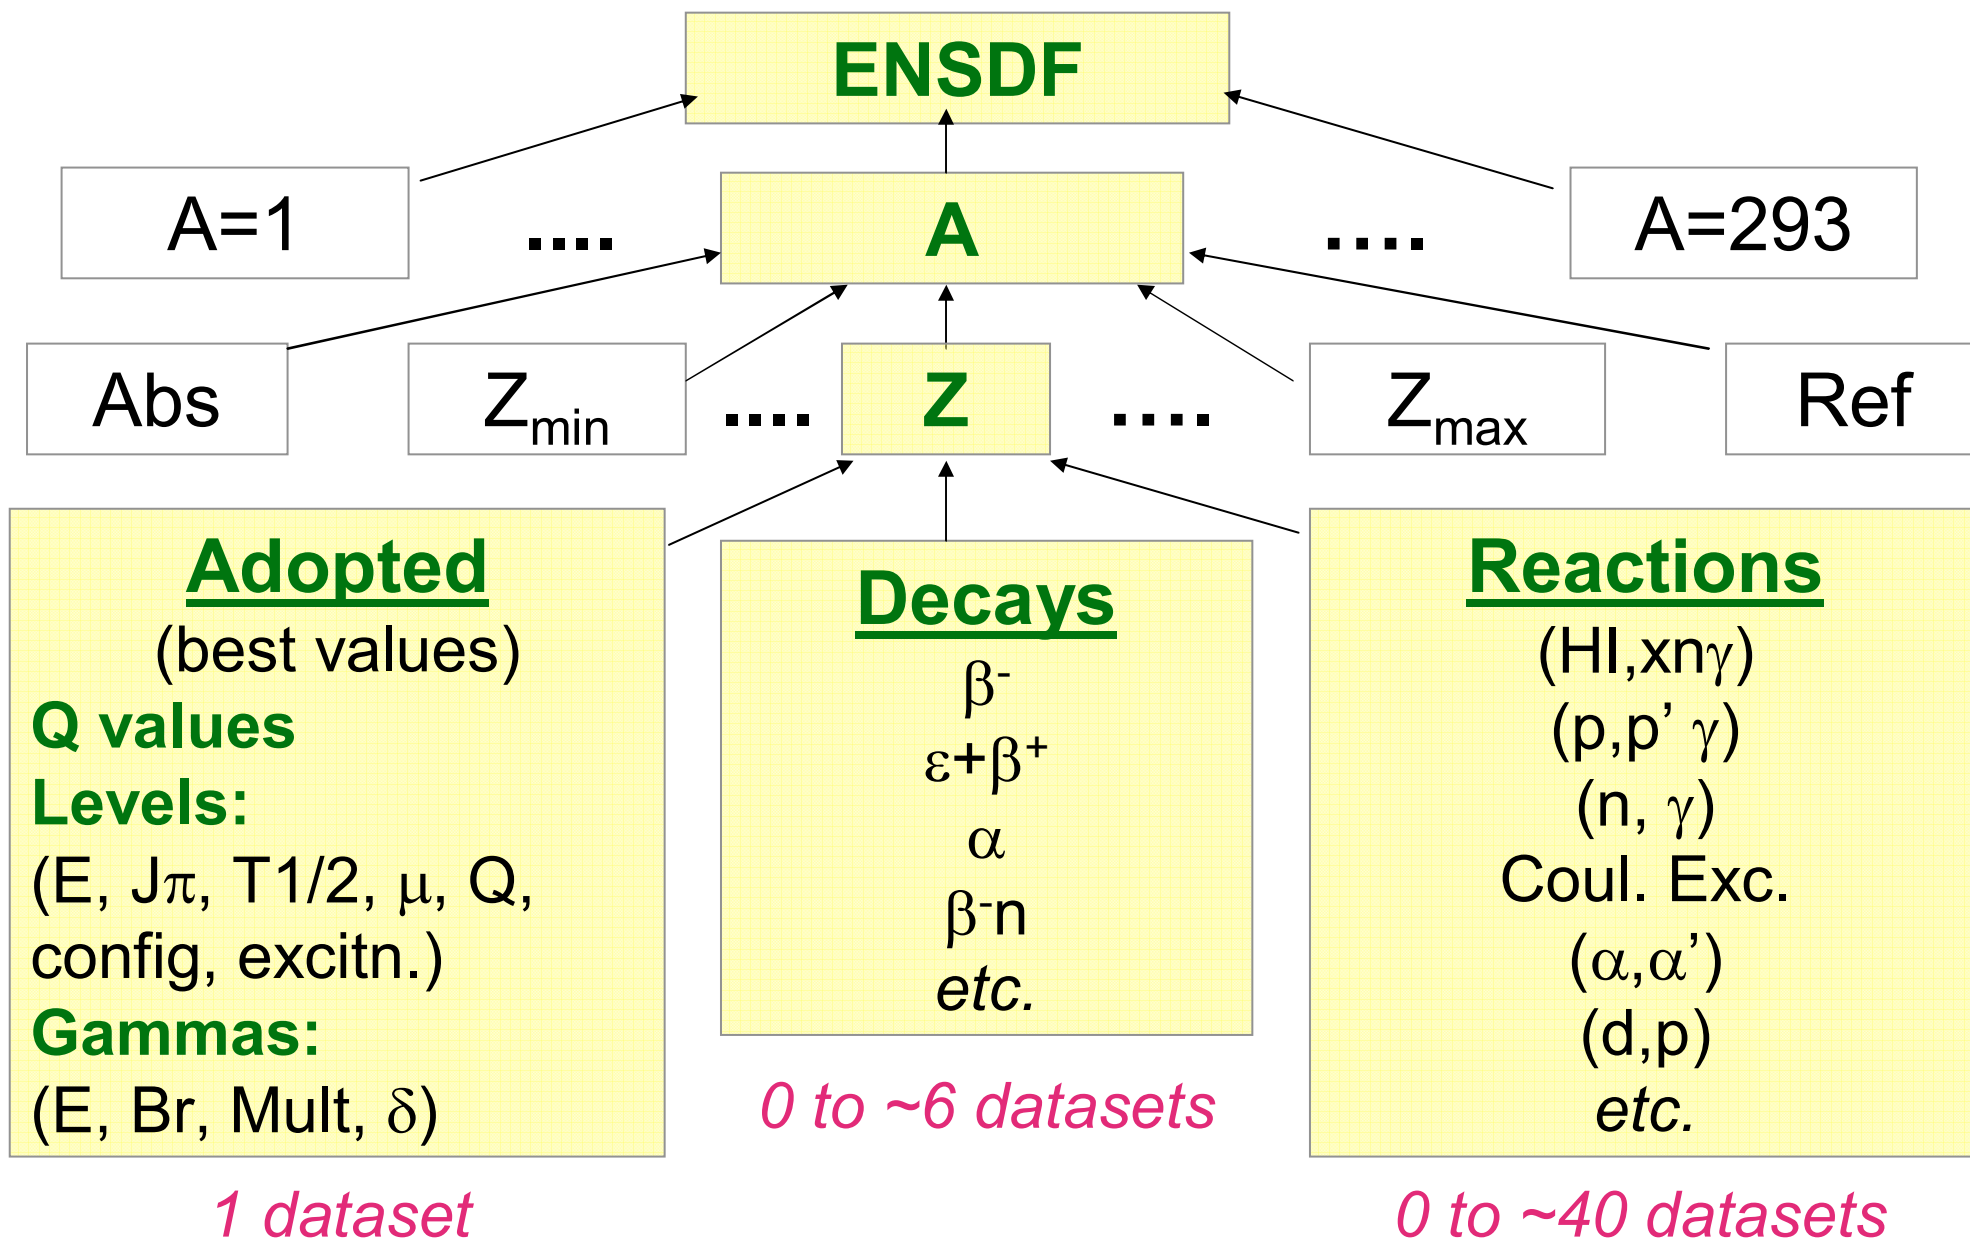 ENSDF
A=1
....
A
....
A=293
Abs
Zmin
....
Z
....
Zmax
Ref
Adopted
(best values)
Q values
Levels:
(E, Jπ, T1/2, μ, Q,
config, excitn.)
Gammas:
(E, Br, Mult, δ)
1 dataset
Decays
β-
ε+β+
α
β-n
etc.
0 to ~6 datasets
Reactions
(HI,xnγ)
(p,p’ γ)
(n, γ)
Coul. Exc.
(α,α’)
(d,p)
etc.
0 to ~40 datasets